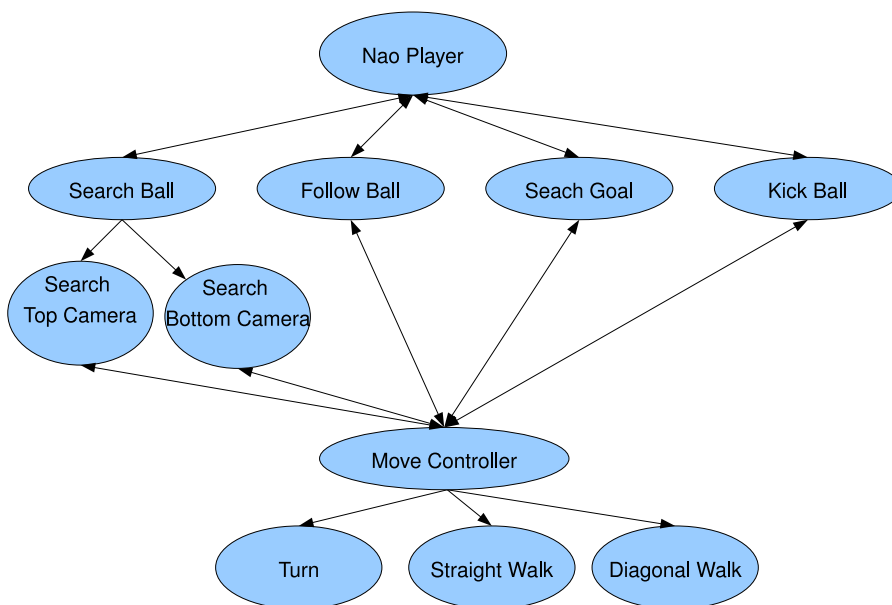 Nao Player
Search Ball
Follow Ball
Seach Goal
Kick Ball
Search
Top Camera
Search
Bottom Camera
Move Controller
Turn
Straight Walk
Diagonal Walk